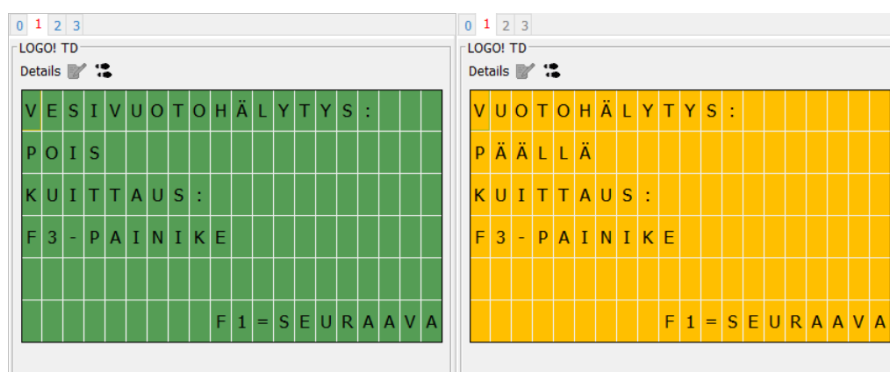 0 1 2 3
LOGO! TD
Details
VESIVUOTOHÄLYTYS:
POIS
KUITTAUS:
F3-PAINIKE
F1=SEURAAVA
0 1 2 3
LOGO! TD
Details
VUOTOHÄLYTYS:
PÄÄLLÄ
KUITTAUS:
F3-PAINIKE
F1=SEURAAVA